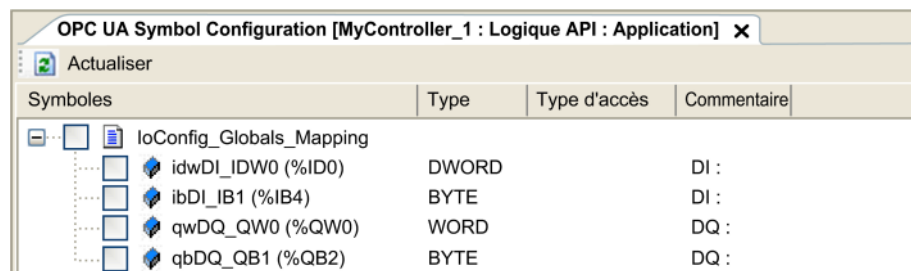 OPC UA Symbol Configuration [MyController_1 : Logique API : Application]
Actualiser
Symboles Type Type d'accès Commentaire
IoConfig_Globals_Mapping
idwDI_IDW0 (%ID0) DWORD DI :
ibDI_IB1 (%IB4) BYTE DI :
qwDQ_QW0 (%QW0) WORD DQ :
qbDQ_QB1 (%QB2) BYTE DQ :